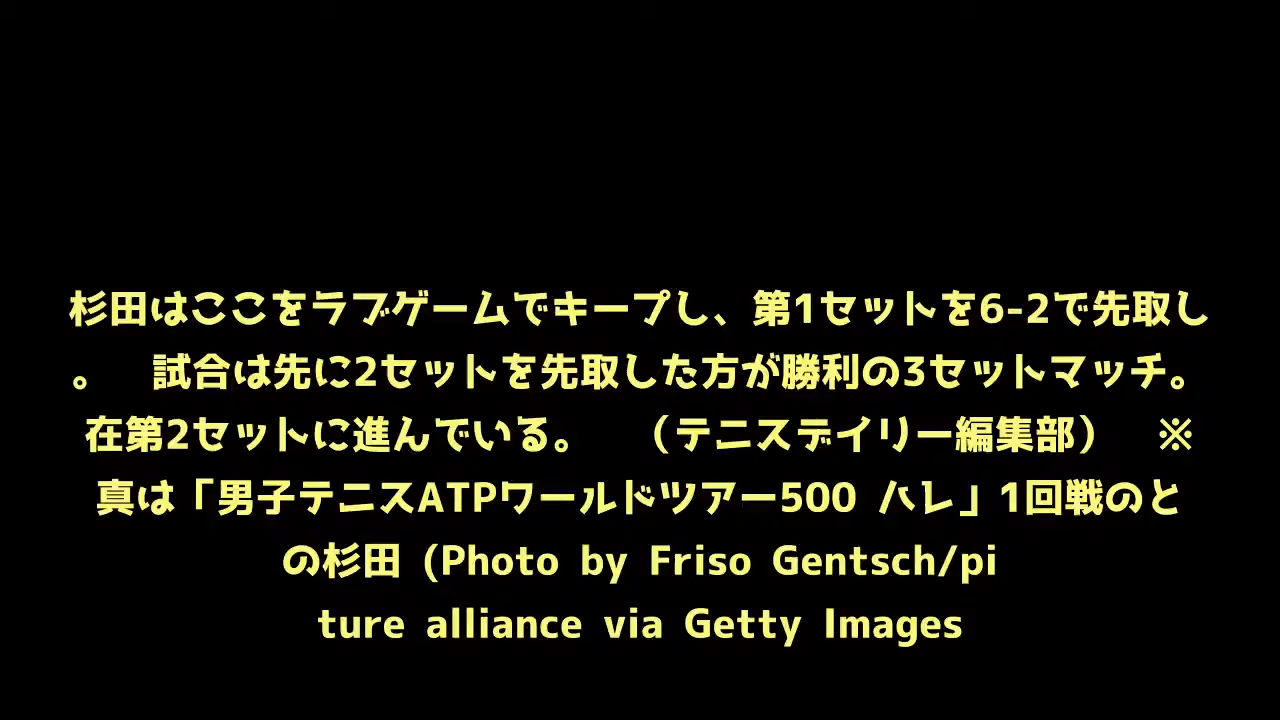 杉田はここをラブゲームでキープし、第1セットを6-2で先取し
。　試合は先に2セットを先取した方が勝利の3セットマッチ。
在第2セットに進んでいる。　（テニスデイリー編集部）　※
真は「男子テニスATPワールドツアー500 ハレ」1回戦のと
の杉田 (Photo by Friso Gentsch/pi
ture alliance via Getty Images